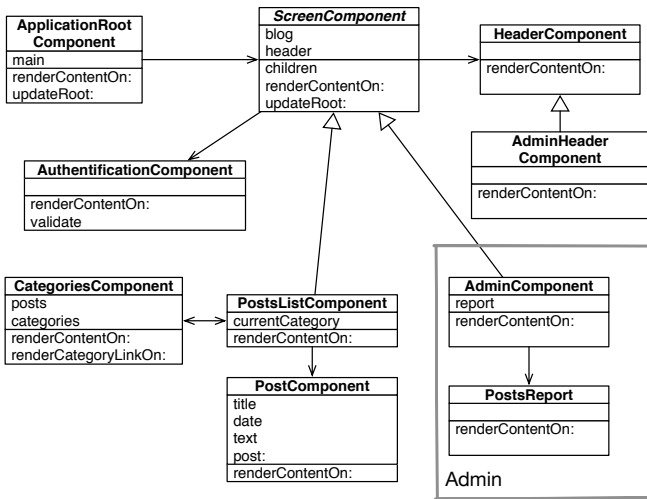 ApplicationRoot
Component
main
renderContentOn:
updateRoot:
ScreenComponent
blog
header
children
renderContentOn:
updateRoot:
HeaderComponent
renderContentOn:
AdminHeader
Component
renderContentOn:
AuthentificationComponent
renderContentOn:
validate
CategoriesComponent
posts
categories
renderContentOn:
renderCategoryLinkOn:
PostsListComponent
currentCategory
renderContentOn:
AdminComponent
report
renderContentOn:
PostComponent
title
date
text
post:
renderContentOn:
PostsReport
renderContentOn:
Admin